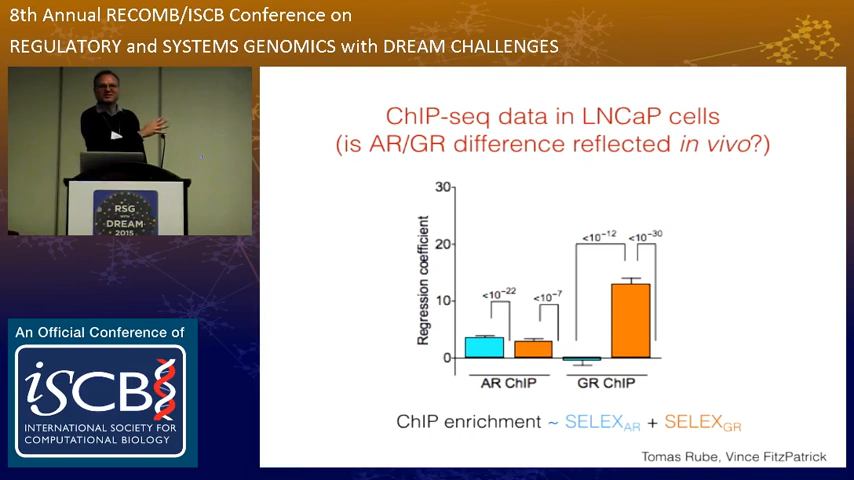 8th Annual RECOMB/ISCB Conference on
REGULATORY and SYSTEMS GENOMICS with DREAM CHALLENGES
RSG
WITH
DREAM
2015
An Official Conference of
ISCB
INTERNATIONAL SOCIETY FOR
COMPUTATIONAL BIOLOGY
ChIP-seq data in LNCaP cells
(is AR/GR difference reflected in vivo?)
Regression coefficient
30
20
10
0
<10⁻²²
<10⁻⁷
<10⁻¹²
<10⁻³⁰
AR ChIP
GR ChIP
ChIP enrichment ~ SELEX_AR + SELEX_GR
Tomas Rube, Vince FitzPatrick